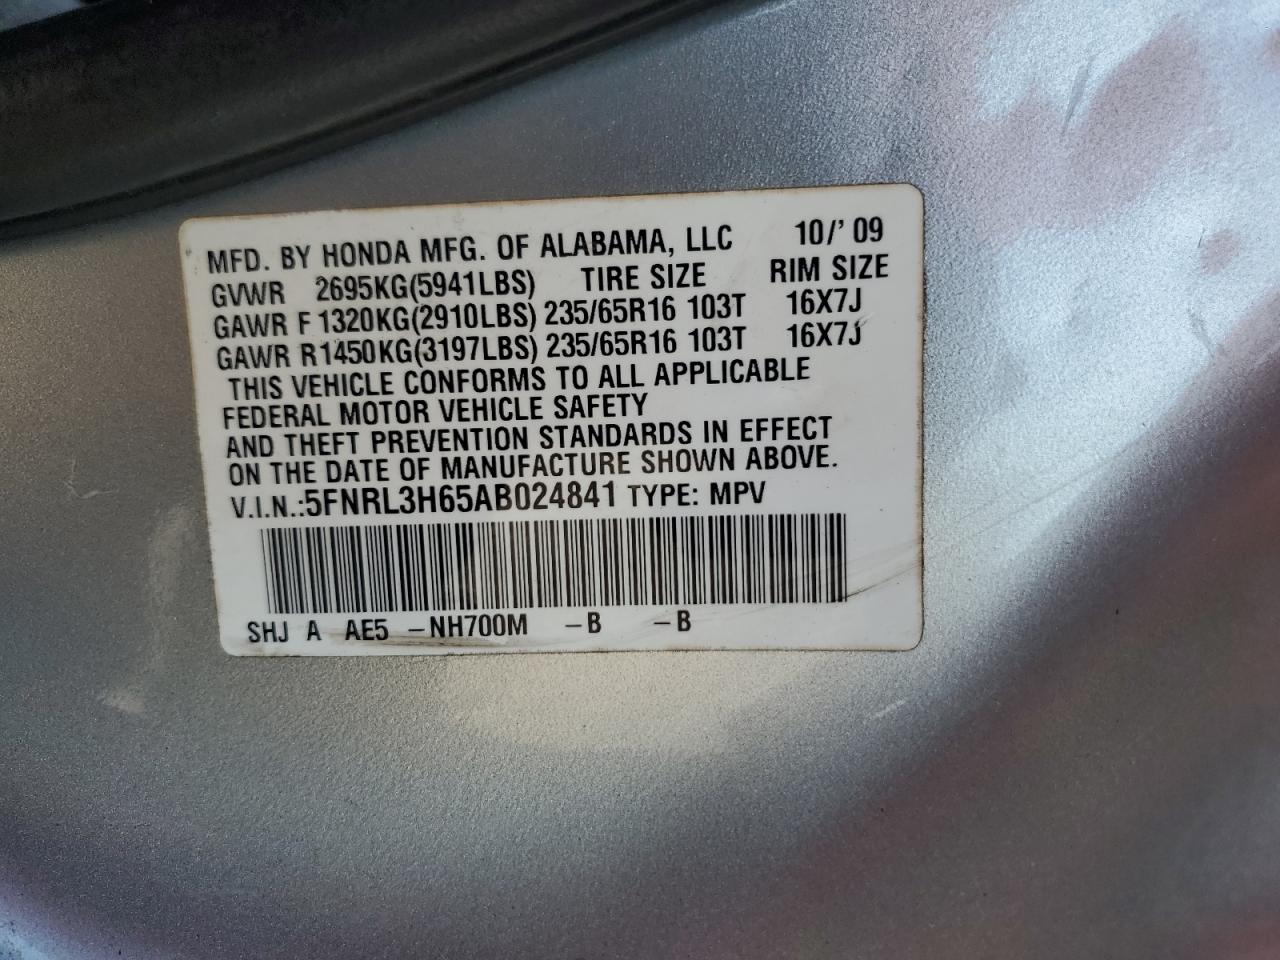 MFD. BY HONDA MFG. OF ALABAMA, LLC 10/' 09
GVWR 2695KG(5941LBS) TIRE SIZE RIM SIZE
GAWR F 1320KG(2910LBS) 235/65R16 103T 16X7J
GAWR R1450KG(3197LBS) 235/65R16 103T 16X7J
THIS VEHICLE CONFORMS TO ALL APPLICABLE
FEDERAL MOTOR VEHICLE SAFETY
AND THEFT PREVENTION STANDARDS IN EFFECT
ON THE DATE OF MANUFACTURE SHOWN ABOVE.
V.I.N.:5FNRL3H65AB024841 TYPE: MPV
SHJ A AE5 -NH700M -B -B